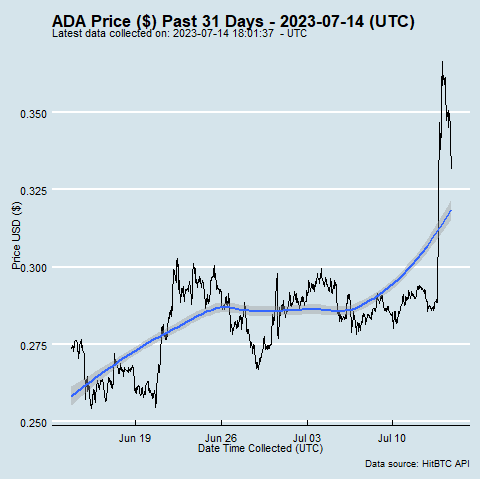 ADA Price ($) Past 31 Days - 2023-07-14 (UTC)
Latest data collected on: 2023-07-14 18:01:37 - UTC
0.350
0.325
0.300
0.275
0.250
Price USD ($)
Jun 19
Jun 26
Jul 03
Jul 10
Date Time Collected (UTC)
Data source: HitBTC API